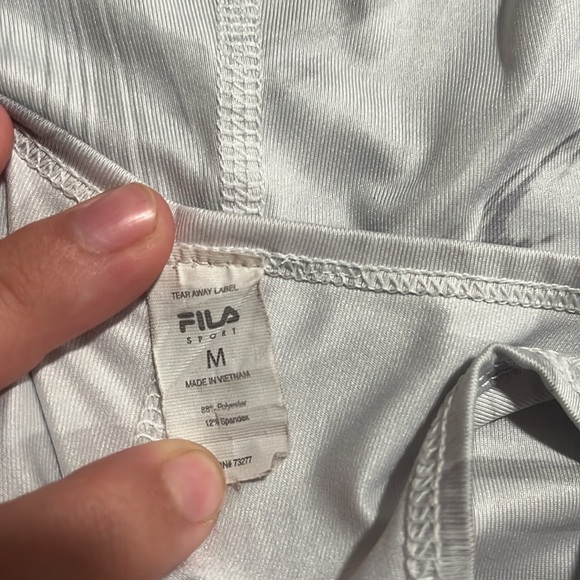 TEAR AWAY LABEL
FILA
SPORT
M
MADE IN VIETNAM
88% Polyester
12% Spandex
N# 73277